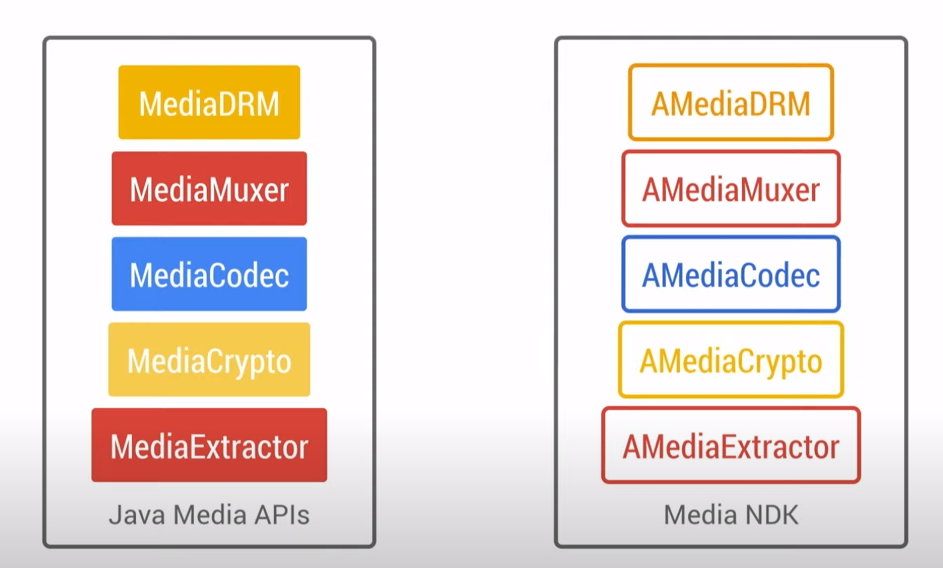 MediaDRM
MediaMuxer
MediaCodec
MediaCrypto
MediaExtractor
Java Media APIs
AMediaDRM
AMediaMuxer
AMediaCodec
AMediaCrypto
AMediaExtractor
Media NDK